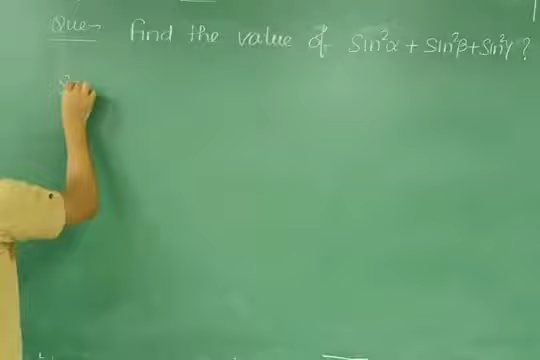 Que Find the value of Sin²α + Sin²β + Sin²γ ?